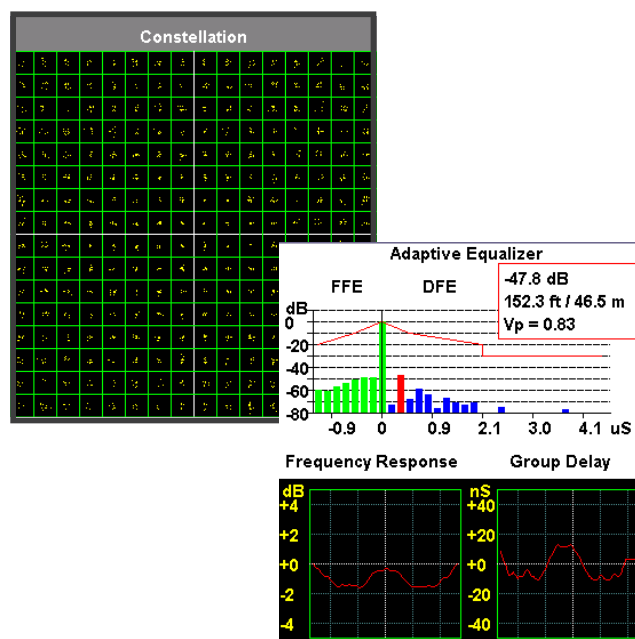 Constellation
Adaptive Equalizer
FFE DFE
-47.8 dB
152.3 ft / 46.5 m
Vp = 0.83
dB
0
-20
-40
-60
-80
-0.9 0 0.9 2.1 3.0 4.1 uS
Frequency Response Group Delay
dB nS
+4 +40
+2 +20
+0 +0
-2 -20
-4 -40